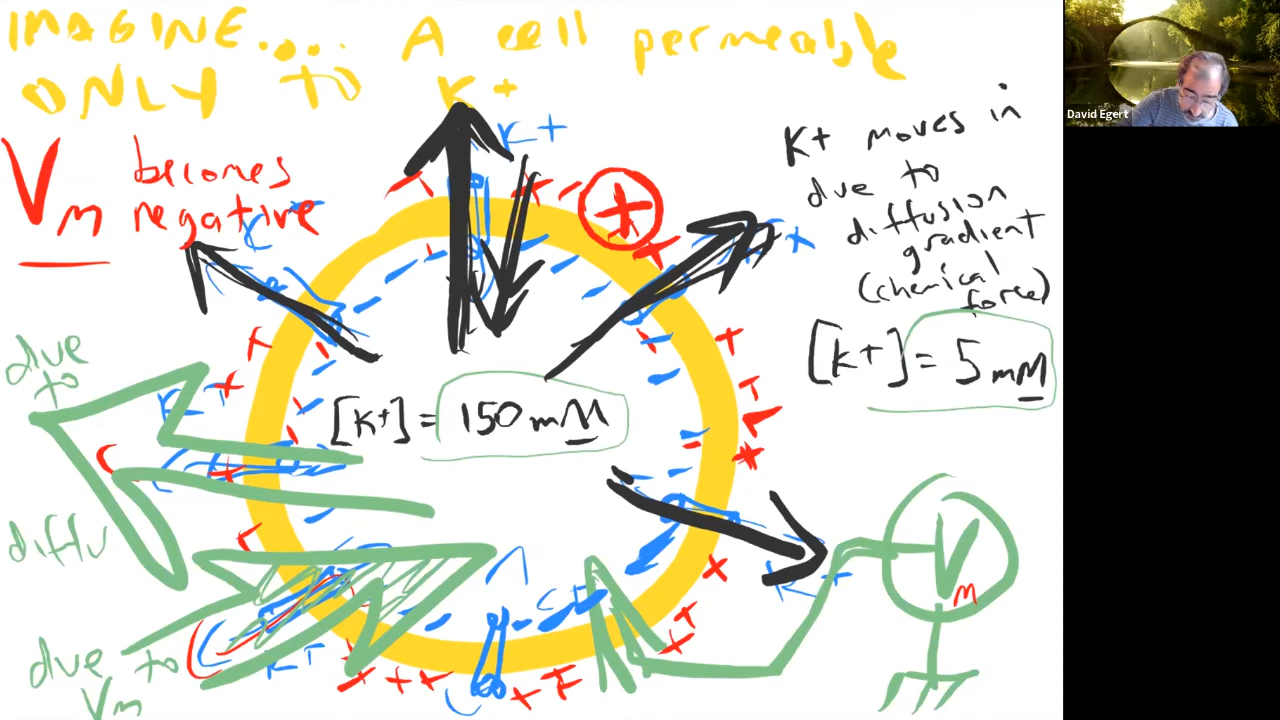 IMAGINE.... A cell permeable
ONLY to K+
V_M becomes negative
K+
K+ moves in
due to
diffusion
gradient
(chemical
force)
[K+] = 5 mM
[K+] = 150 mM
due
to
diffu
due to
Vm
K+
VM
David Egert